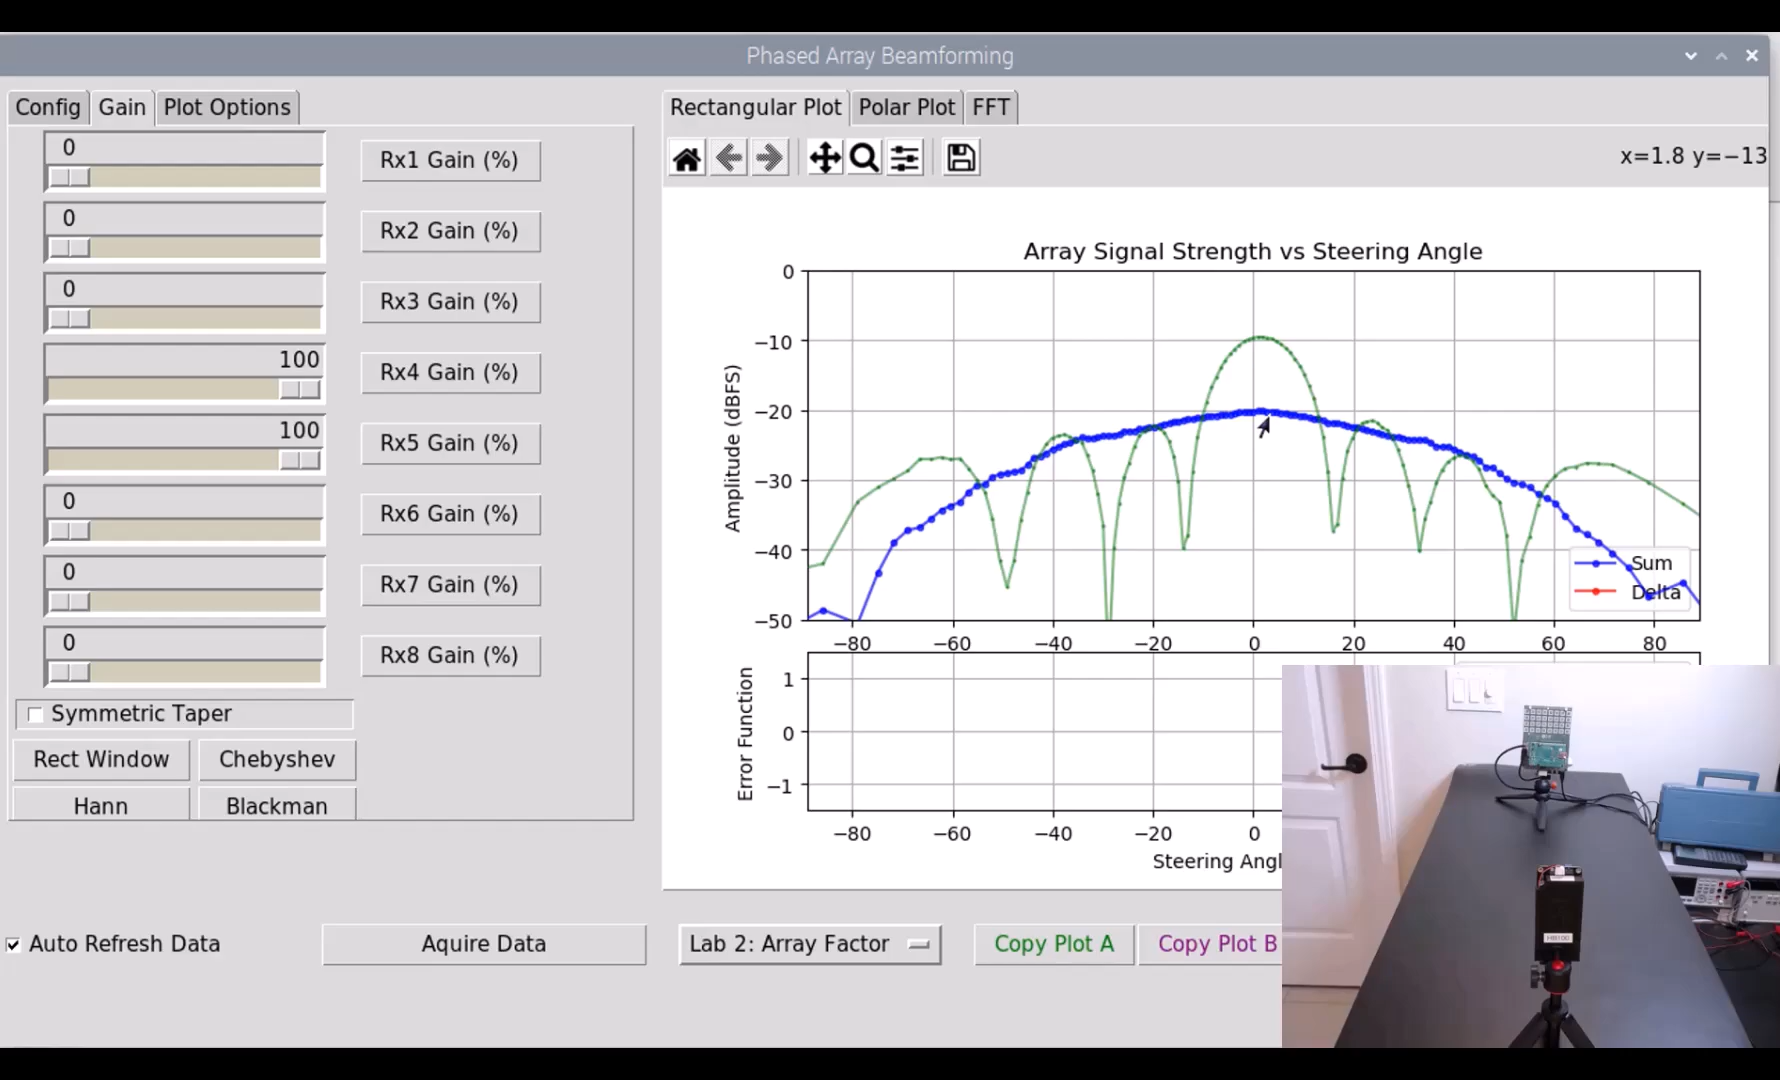 Phased Array Beamforming
Config Gain Plot Options
0
Rx1 Gain (%)
0
Rx2 Gain (%)
0
Rx3 Gain (%)
100
Rx4 Gain (%)
100
Rx5 Gain (%)
0
Rx6 Gain (%)
0
Rx7 Gain (%)
0
Rx8 Gain (%)
Symmetric Taper
Rect Window Chebyshev
Hann Blackman
Auto Refresh Data Aquire Data
Rectangular Plot Polar Plot FFT
x=1.8 y=−13
Array Signal Strength vs Steering Angle
Amplitude (dBFS)
0
−10
−20
−30
−40
−50
−80 −60 −40 −20 0 20 40 60 80
Sum
Delta
Error Function
1
0
−1
−80 −60 −40 −20 0
Steering Angl
Lab 2: Array Factor Copy Plot A Copy Plot B
HB100